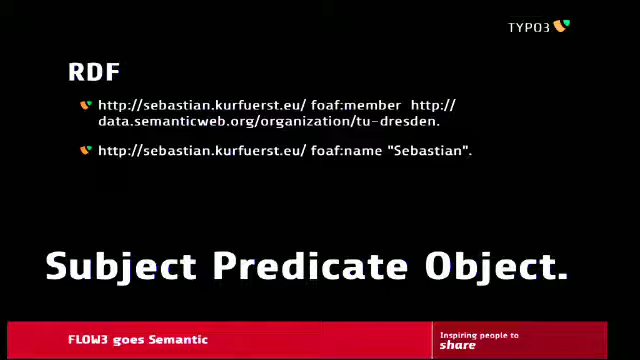 TYPO3
RDF
http://sebastian.kurfuerst.eu/ foaf:member http://
data.semanticweb.org/organization/tu-dresden.
http://sebastian.kurfuerst.eu/ foaf:name "Sebastian".
Subject Predicate Object.
FLOW3 goes Semantic
Inspiring people to
share